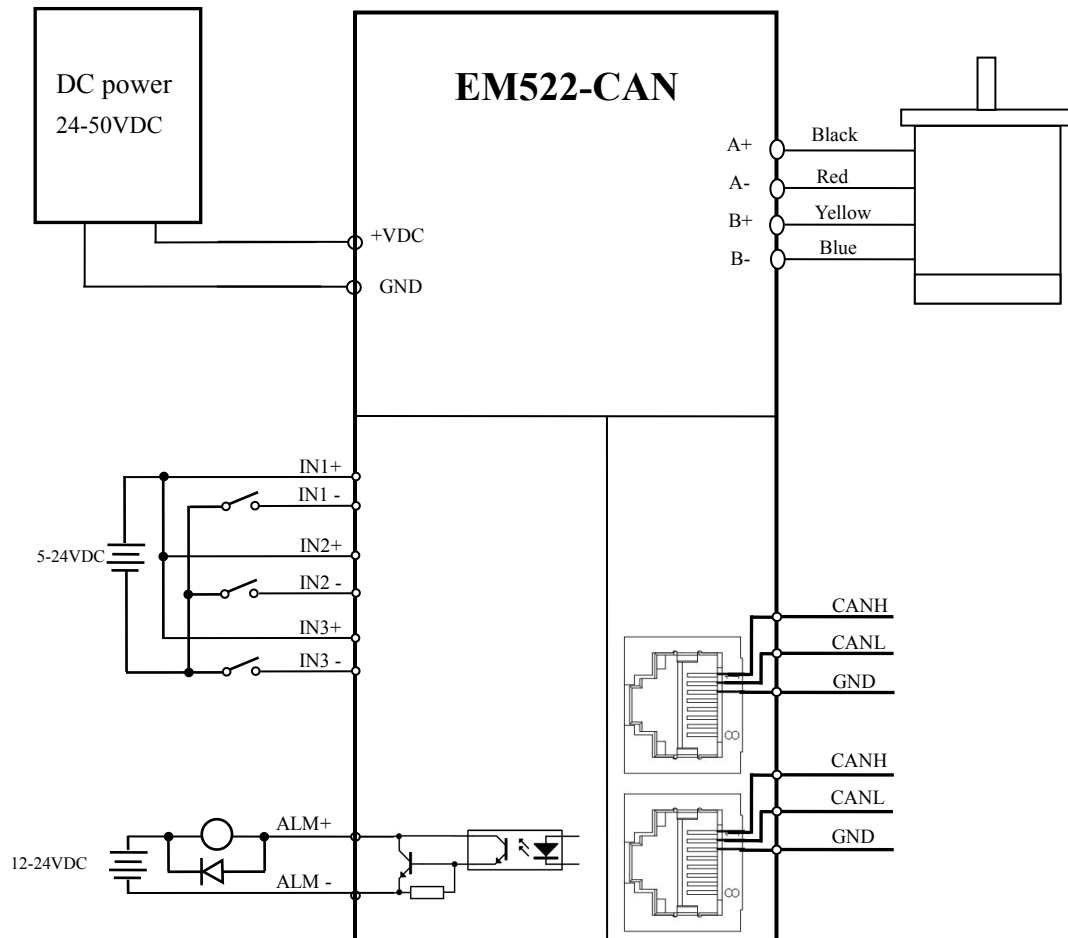 DC power
24-50VDC
EM522-CAN
A+
Black
A-
Red
B+
Yellow
B-
Blue
+VDC
GND
IN1+
IN1 -
5-24VDC
IN2+
IN2 -
IN3+
IN3 -
CANH
CANL
GND
8
CANH
CANL
GND
8
12-24VDC
ALM+
ALM -